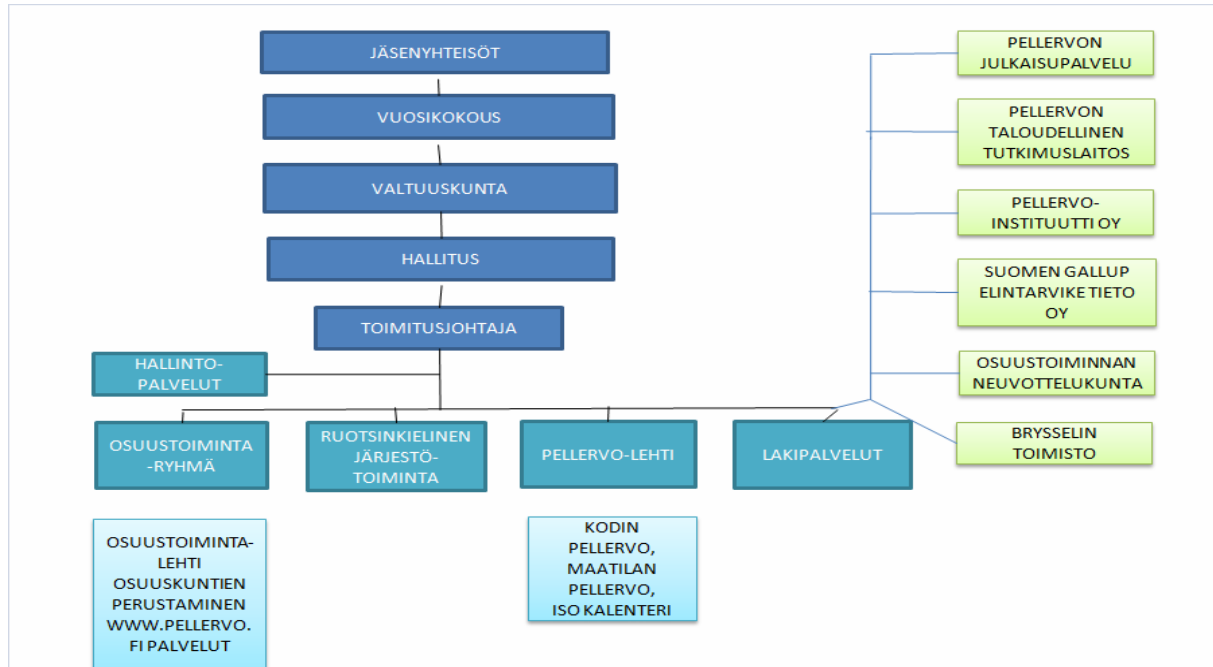 JÄSENYHTEISÖT
VUOSIKOKOUS
VALTUUSKUNTA
HALLITUS
TOIMITUSJOHTAJA
HALLINTO-
PALVELUT
OSUUSTOIMINTA
-RYHMÄ
RUOTSINKIELINEN
JÄRJESTÖ-
TOIMINTA
PELLERVO-LEHTI
LAKIPALVELUT
OSUUSTOIMINTA-
LEHTI
OSUUSKUNTIEN
PERUSTAMINEN
WWW.PELLERVO.
FI PALVELUT
KODIN
PELLERVO,
MAATILAN
PELLERVO,
ISO KALENTERI
PELLERVON
JULKAISUPALVELU
PELLERVON
TALOUDELLINEN
TUTKIMUSLAITOS
PELLERVO-
INSTITUUTTI OY
SUOMEN GALLUP
ELINTARVIKE TIETO
OY
OSUUSTOIMINNAN
NEUVOTTELUKUNTA
BRYSSELIN
TOIMISTO